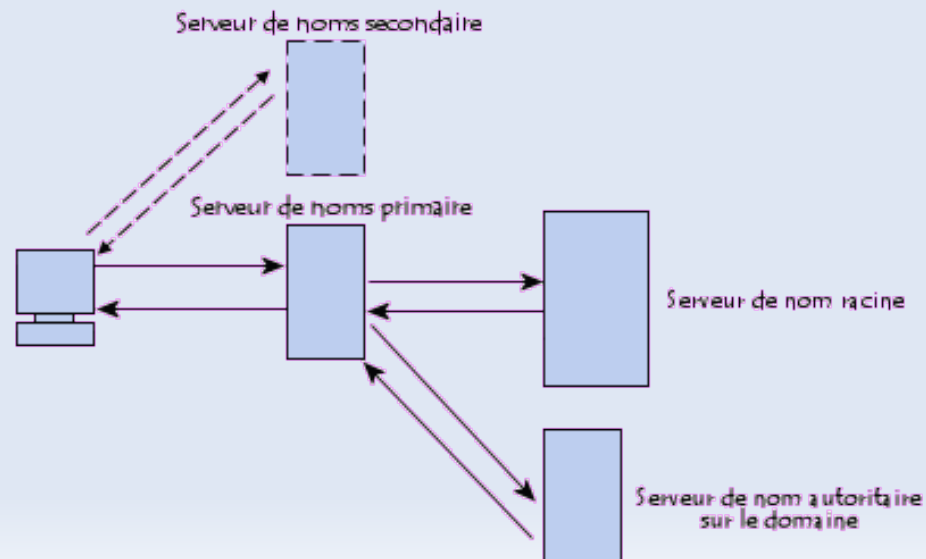 Serveur de noms secondaire
Serveur de noms primaire
Serveur de nom racine
Serveur de nom autoritaire
sur le domaine